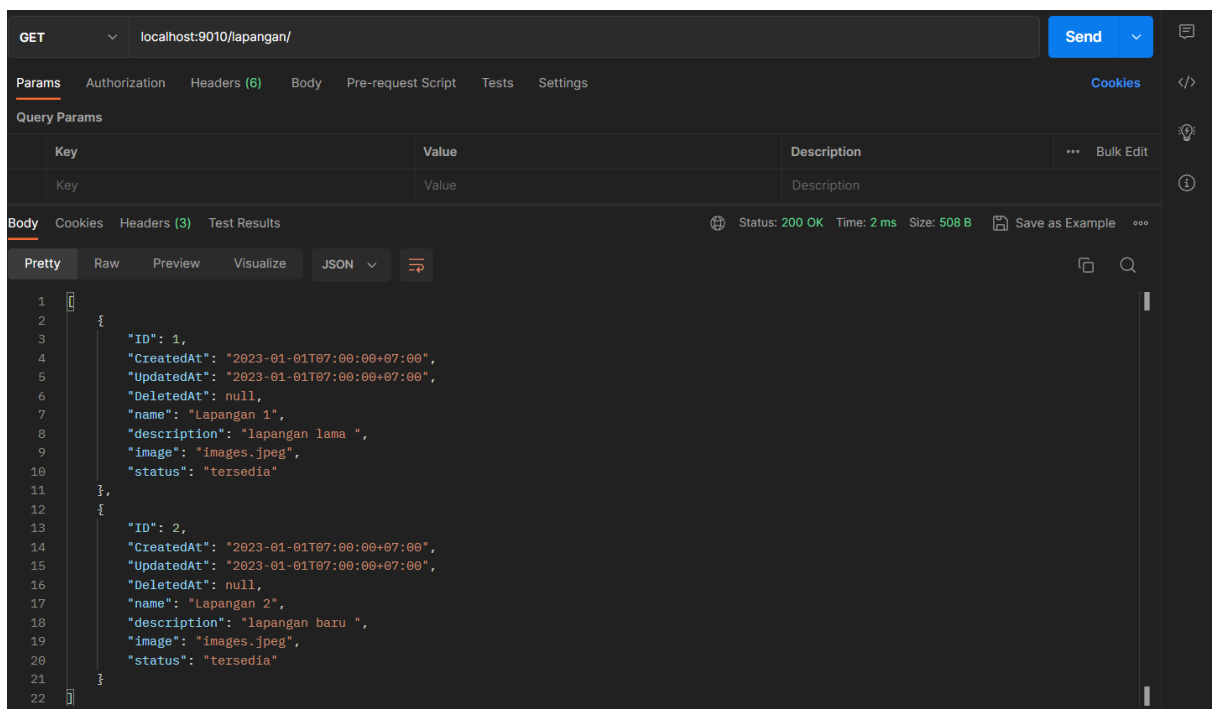 GET localhost:9010/lapangan/ Send
Params Authorization Headers (6) Body Pre-request Script Tests Settings Cookies
Query Params
Key Value Description ••• Bulk Edit
Key Value Description
Body Cookies Headers (3) Test Results Status: 200 OK Time: 2 ms Size: 508 B Save as Example •••
Pretty Raw Preview Visualize JSON
1 [
2 {
3 "ID": 1,
4 "CreatedAt": "2023-01-01T07:00:00+07:00",
5 "UpdatedAt": "2023-01-01T07:00:00+07:00",
6 "DeletedAt": null,
7 "name": "Lapangan 1",
8 "description": "lapangan lama ",
9 "image": "images.jpeg",
10 "status": "tersedia"
11 },
12 {
13 "ID": 2,
14 "CreatedAt": "2023-01-01T07:00:00+07:00",
15 "UpdatedAt": "2023-01-01T07:00:00+07:00",
16 "DeletedAt": null,
17 "name": "Lapangan 2",
18 "description": "lapangan baru ",
19 "image": "images.jpeg",
20 "status": "tersedia"
21 }
22 ]